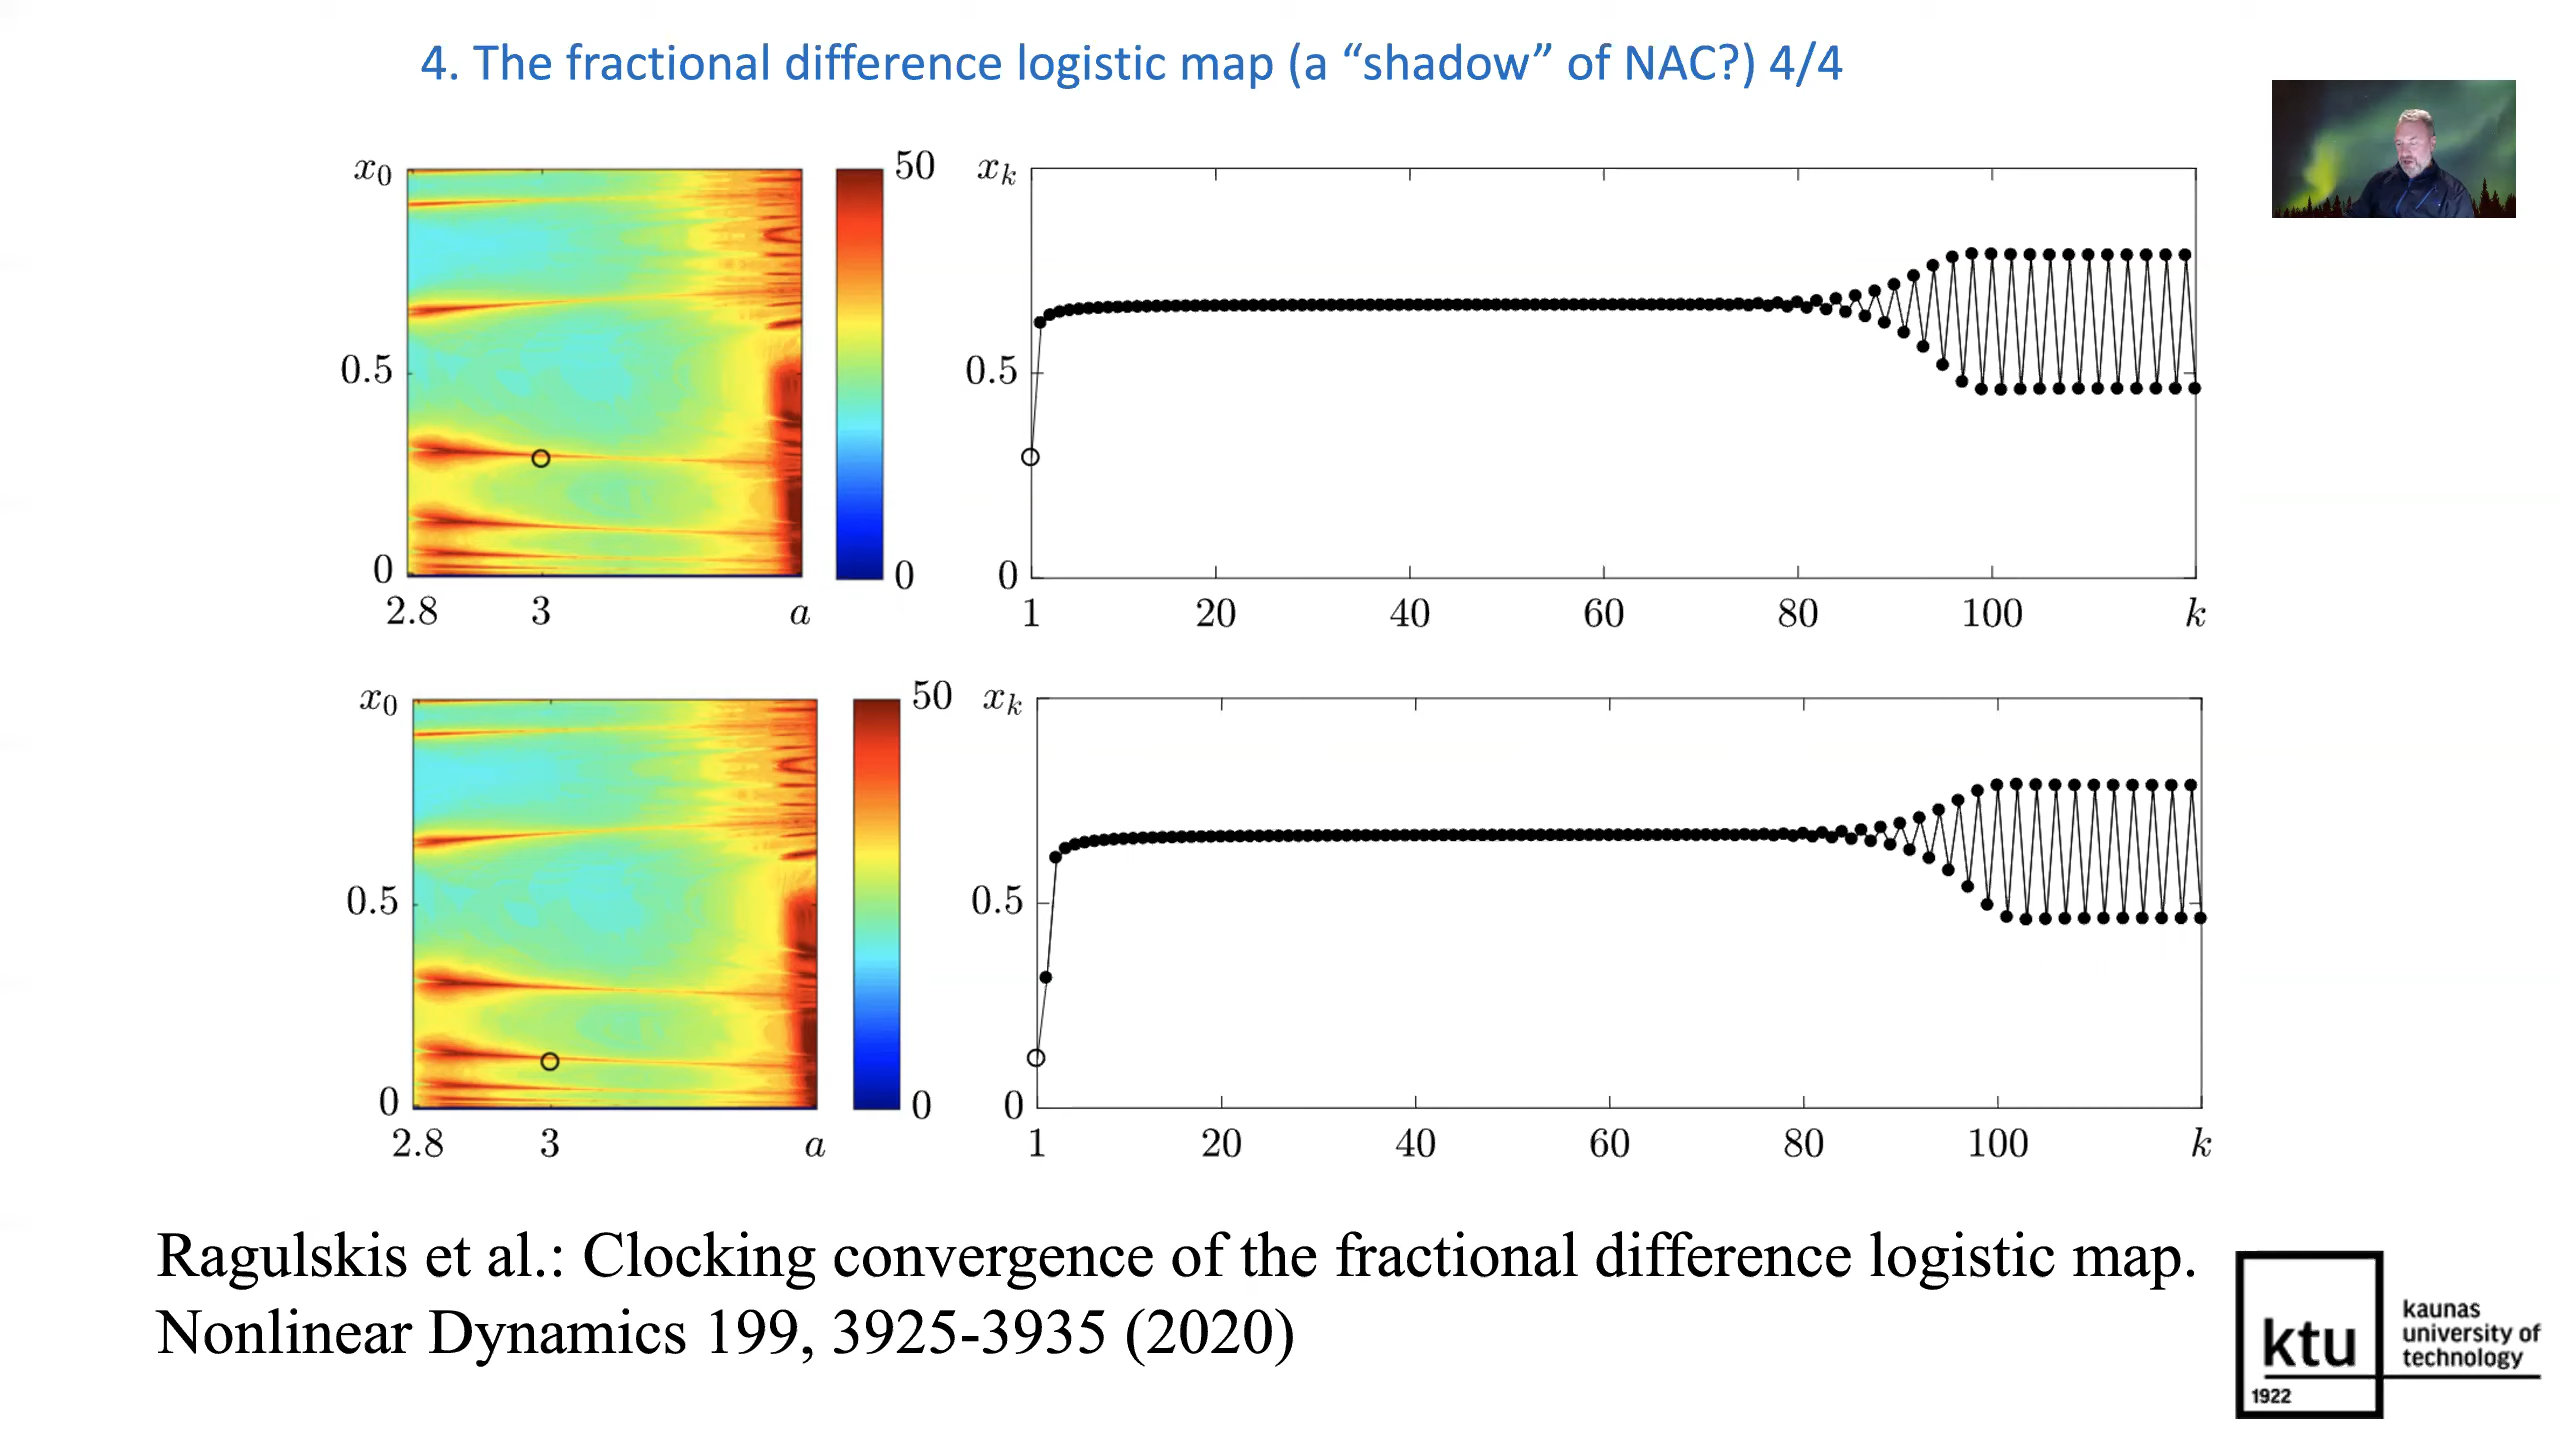 4. The fractional difference logistic map (a “shadow” of NAC?) 4/4
x0
50
0.5
0
0
2.8
3
a
xk
0.5
0
1
20
40
60
80
100
k
x0
50
0.5
0
0
2.8
3
a
xk
0.5
0
1
20
40
60
80
100
k
Ragulskis et al.: Clocking convergence of the fractional difference logistic map.
Nonlinear Dynamics 199, 3925-3935 (2020)
ktu
1922
kaunas
university of
technology